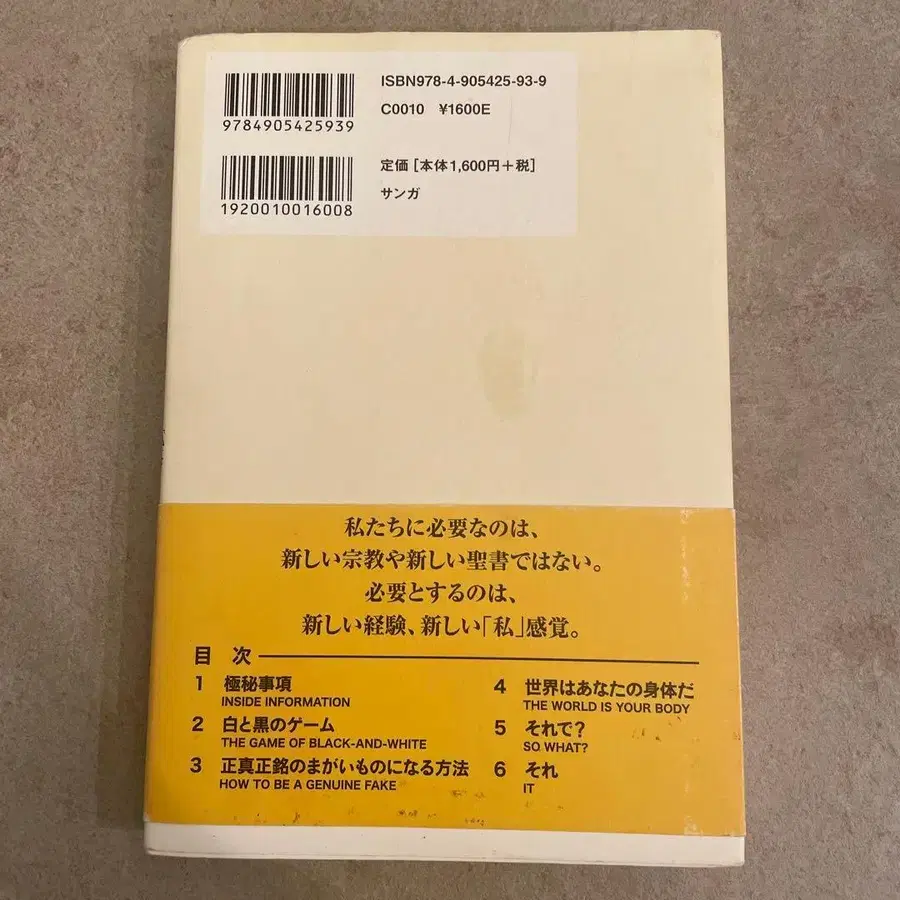 ISBN978-4-905425-93-9
C0010 ¥1600E
9784905425939
定価［本体1,600円＋税］
サンガ
1920010016008
私たちに必要なのは、
新しい宗教や新しい聖書ではない。
必要とするのは、
新しい経験、新しい「私」感覚。
目 次
1 極秘事項
INSIDE INFORMATION
2 白と黒のゲーム
THE GAME OF BLACK-AND-WHITE
3 正真正銘のまがいものになる方法
HOW TO BE A GENUINE FAKE
4 世界はあなたの身体だ
THE WORLD IS YOUR BODY
5 それで？
SO WHAT?
6 それ
IT